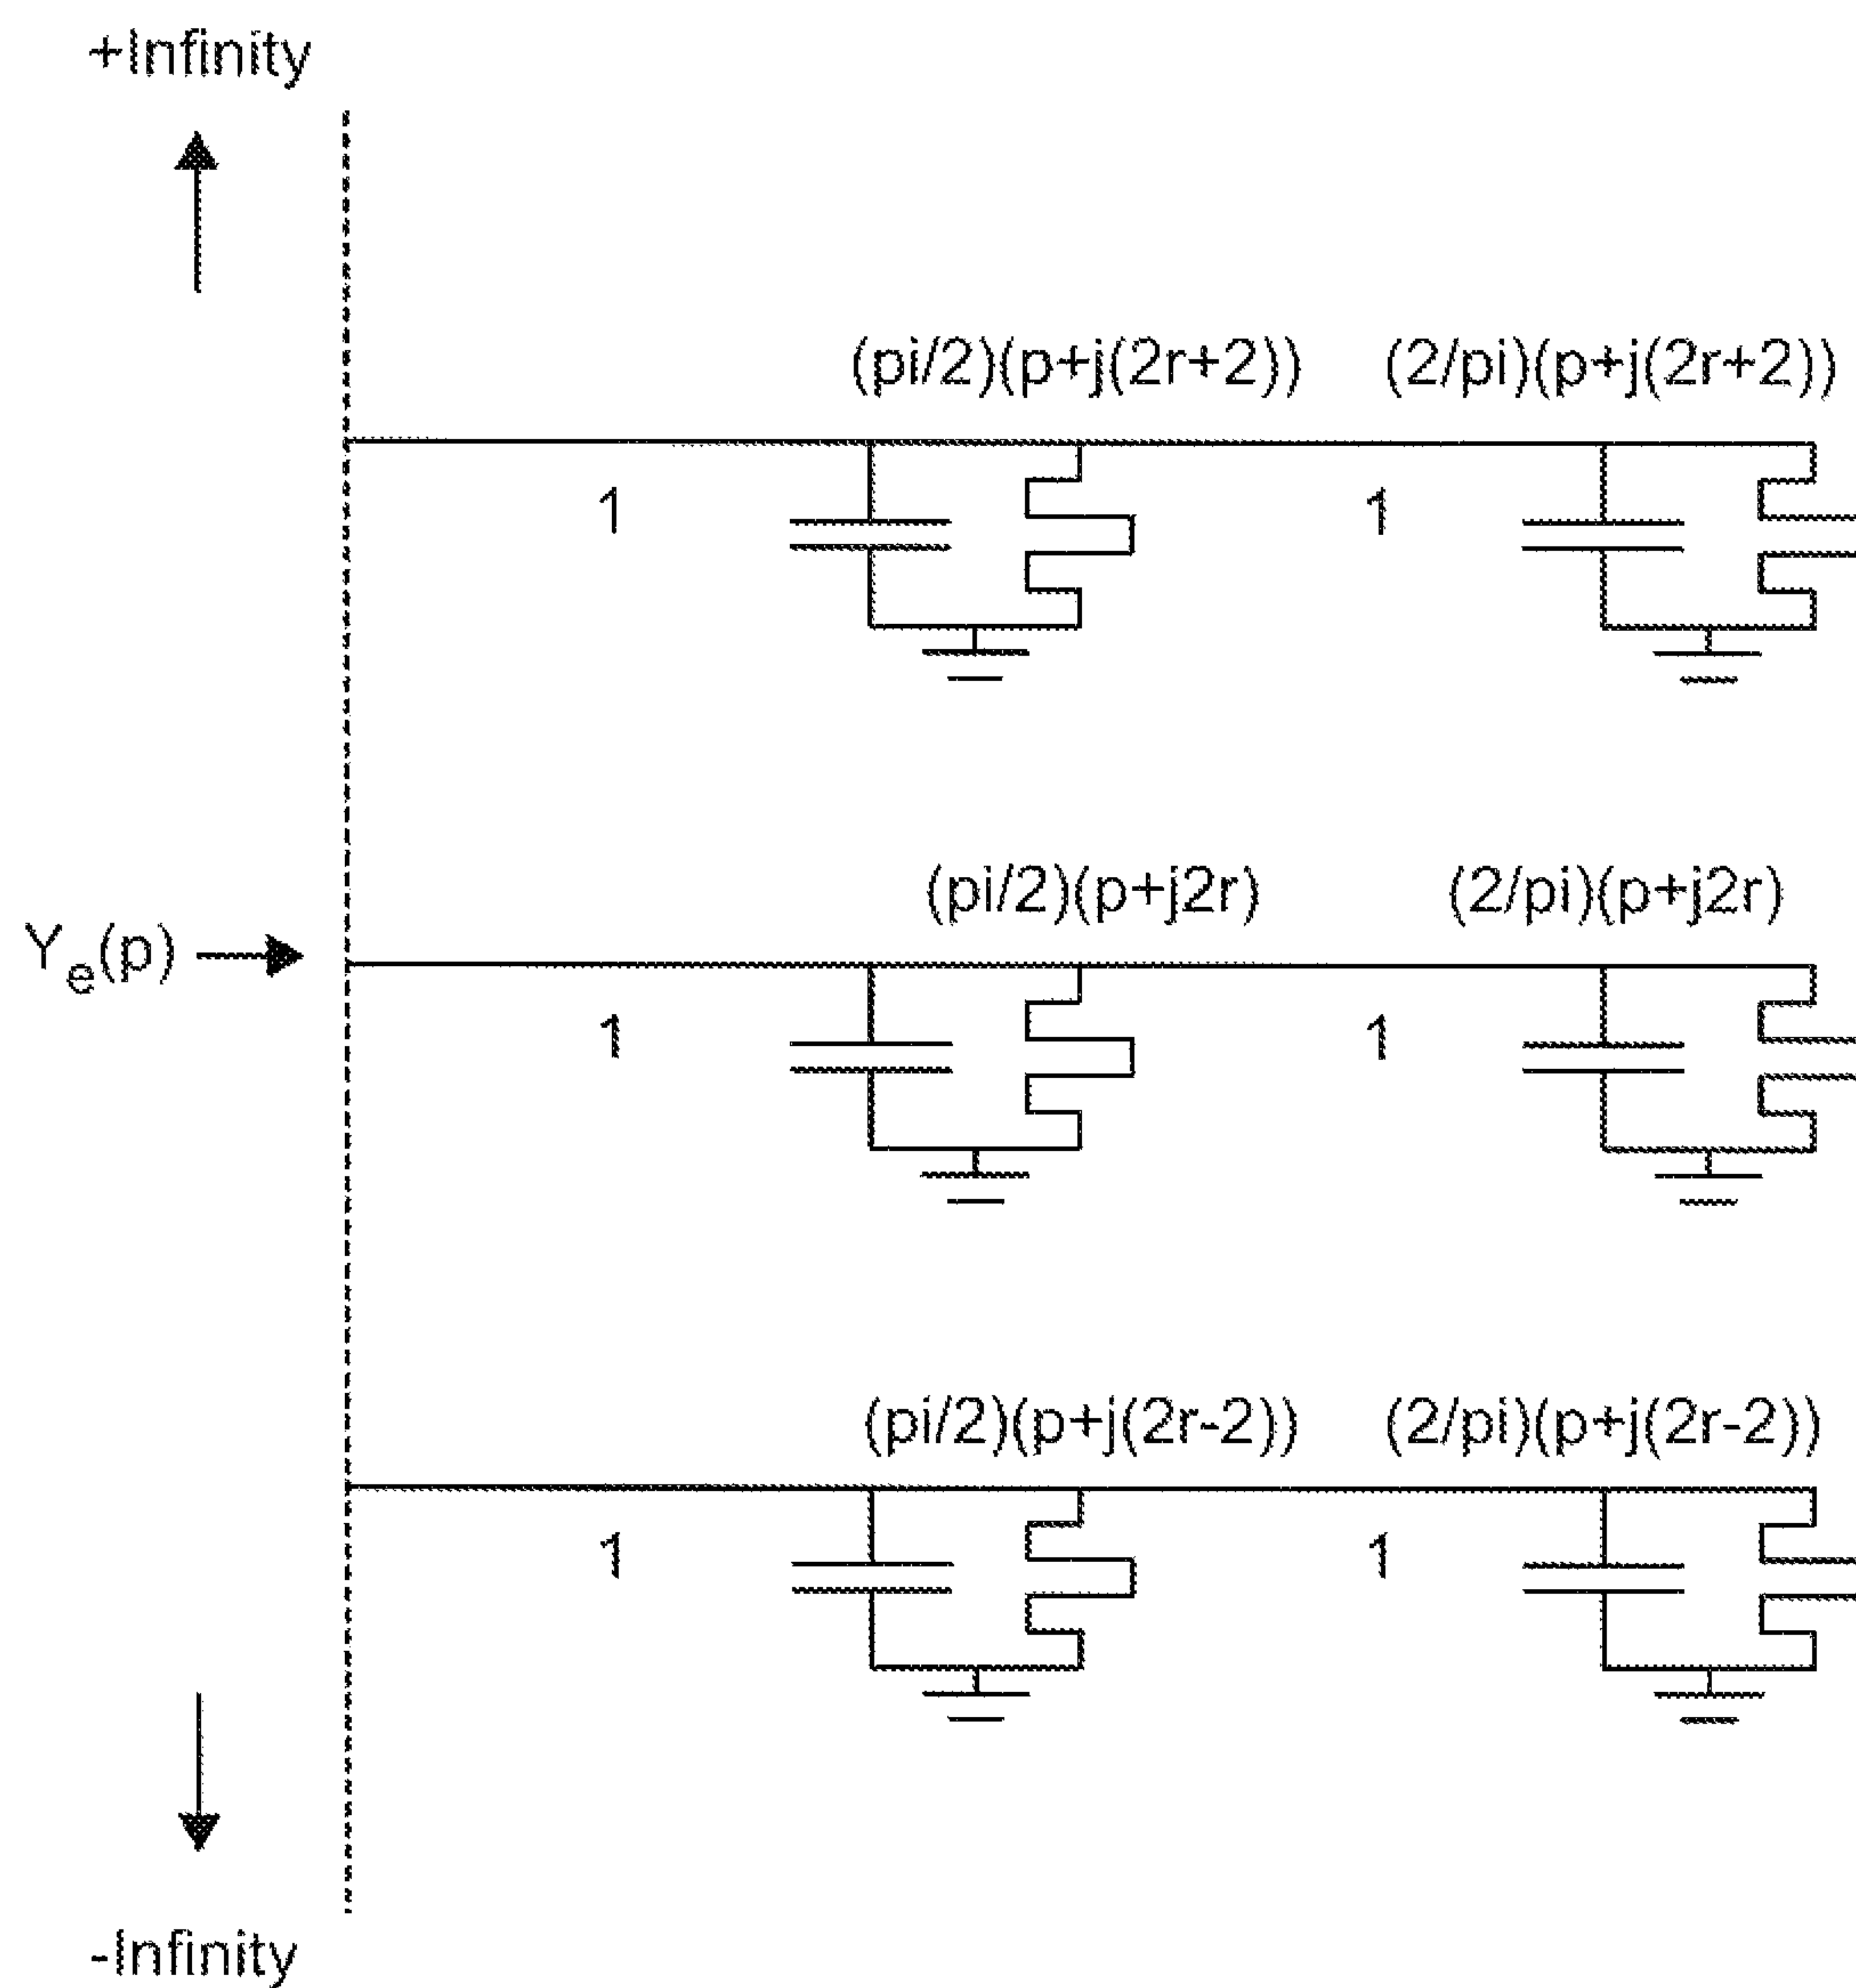 +Infinity
(pi/2)(p+j(2r+2)) (2/pi)(p+j(2r+2))
1 1
(pi/2)(p+j2r) (2/pi)(p+j2r)
Ye(p)
1 1
(pi/2)(p+j(2r-2)) (2/pi)(p+j(2r-2))
1 1
-Infinity